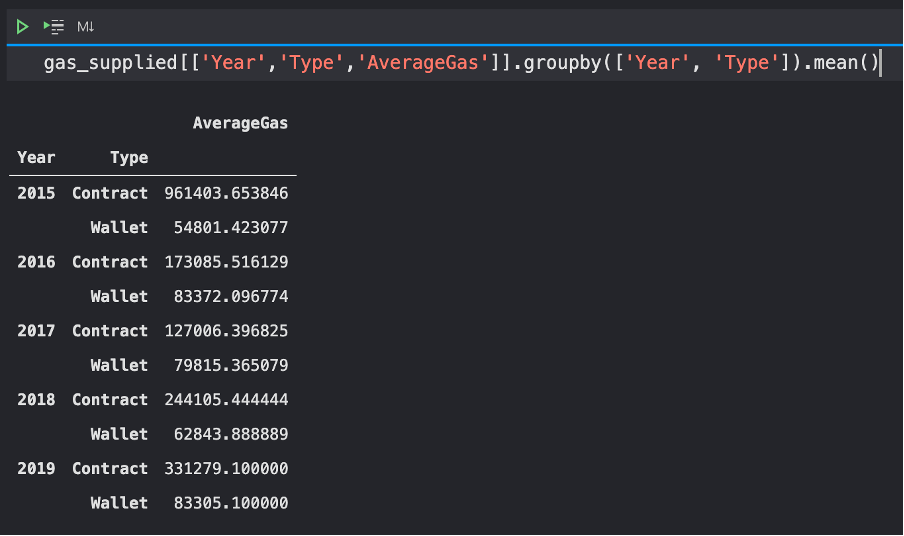 M↓
gas_supplied[['Year','Type','AverageGas']].groupby(['Year', 'Type']).mean()
AverageGas
Year Type
2015 Contract 961403.653846
Wallet 54801.423077
2016 Contract 173085.516129
Wallet 83372.096774
2017 Contract 127006.396825
Wallet 79815.365079
2018 Contract 244105.444444
Wallet 62843.888889
2019 Contract 331279.100000
Wallet 83305.100000